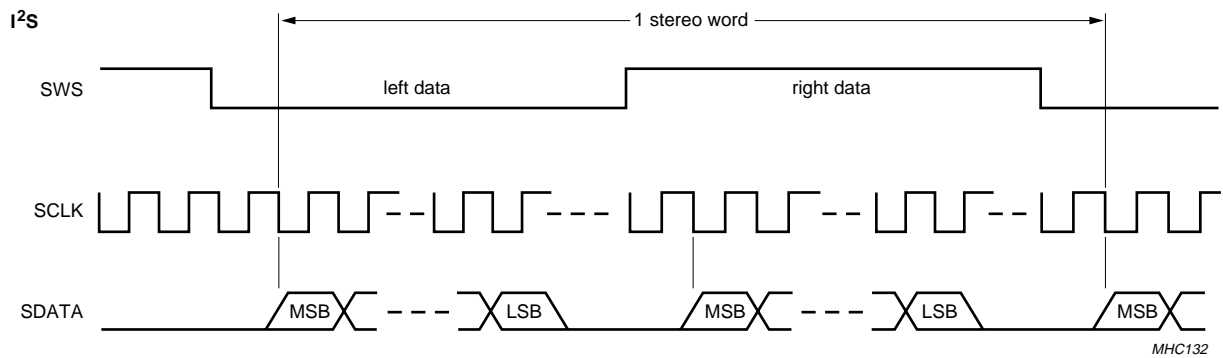 I²S
1 stereo word
SWS
left data
right data
SCLK
SDATA
MSB
LSB
MSB
LSB
MSB
MHC132